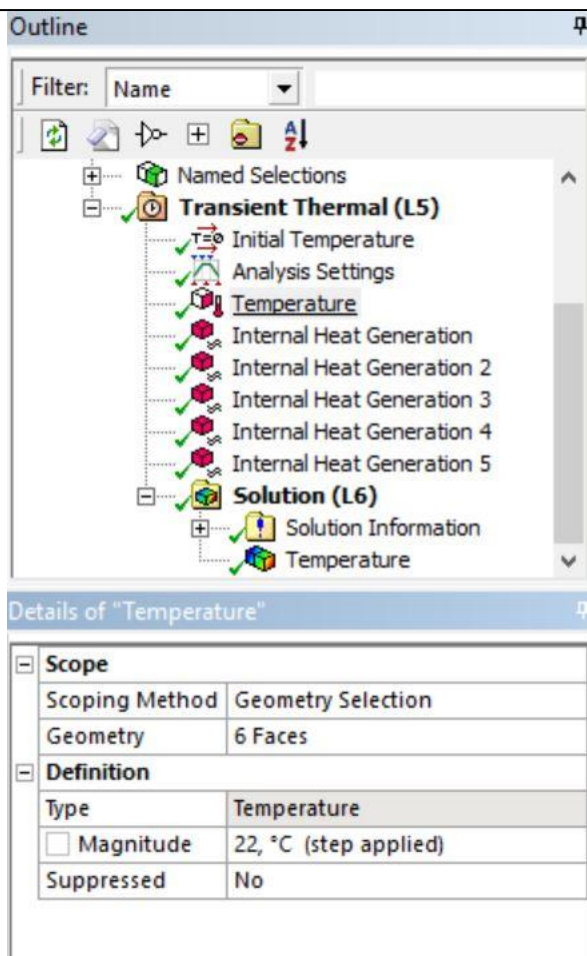 Outline
Filter: Name
Named Selections
Transient Thermal (L5)
Initial Temperature
Analysis Settings
Temperature
Internal Heat Generation
Internal Heat Generation 2
Internal Heat Generation 3
Internal Heat Generation 4
Internal Heat Generation 5
Solution (L6)
Solution Information
Temperature
Details of "Temperature"
Scope
Scoping Method Geometry Selection
Geometry 6 Faces
Definition
Type Temperature
Magnitude 22, °C (step applied)
Suppressed No